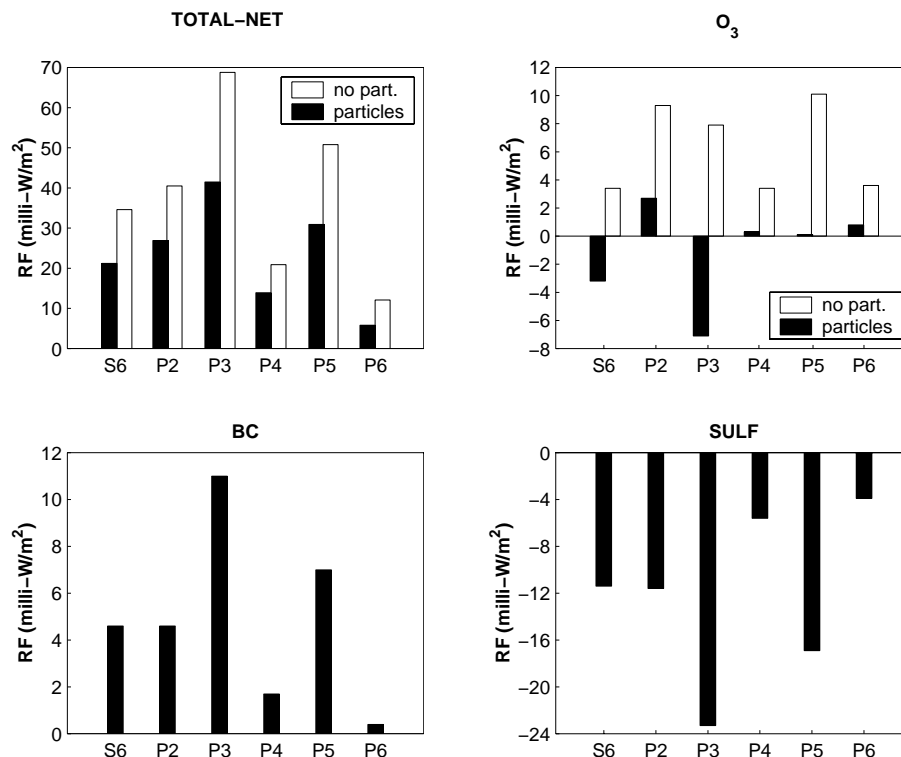 TOTAL−NET
RF (milli−W/m²)
70
60
50
40
30
20
10
0
no part.
particles
S6 P2 P3 P4 P5 P6
O₃
RF (milli−W/m²)
12
10
8
6
4
2
0
−2
−4
−6
−8
no part.
particles
S6 P2 P3 P4 P5 P6
BC
RF (milli−W/m²)
12
10
8
6
4
2
0
S6 P2 P3 P4 P5 P6
SULF
RF (milli−W/m²)
0
−4
−8
−12
−16
−20
−24
S6 P2 P3 P4 P5 P6